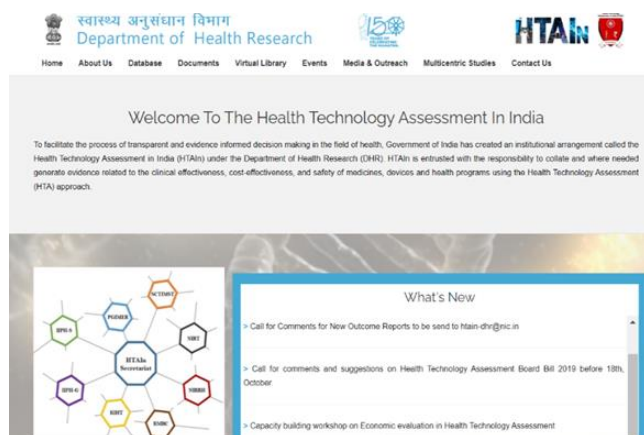 स्वास्थ्य अनुसंधान विभाग
Department of Health Research
HTAIn
Home About Us Database Documents Virtual Library Events Media & Outreach Multicentric Studies Contact Us
Welcome To The Health Technology Assessment In India
To facilitate the process of transparent and evidence informed decision making in the field of health, Government of India has created an institutional arrangement called the
Health Technology Assessment in India (HTAIn) under the Department of Health Research (DHR). HTAIn is entrusted with the responsibility to collate and where needed
generate evidence related to the clinical effectiveness, cost-effectiveness, and safety of medicines, devices and health programs using the Health Technology Assessment
(HTA) approach.
SCTIMST
PGIMER
IIPH-S
NIRT
HTAIn
Secretariat
IIPH-G
NIRRH
KIHT
RMRC
What's New
> Call for Comments for New Outcome Reports to be send to htain-dhr@nic.in
> Call for comments and suggestions on Health Technology Assessment Board Bill 2019 before 18th,
October
> Capacity building workshop on Economic evaluation in Health Technology Assessment